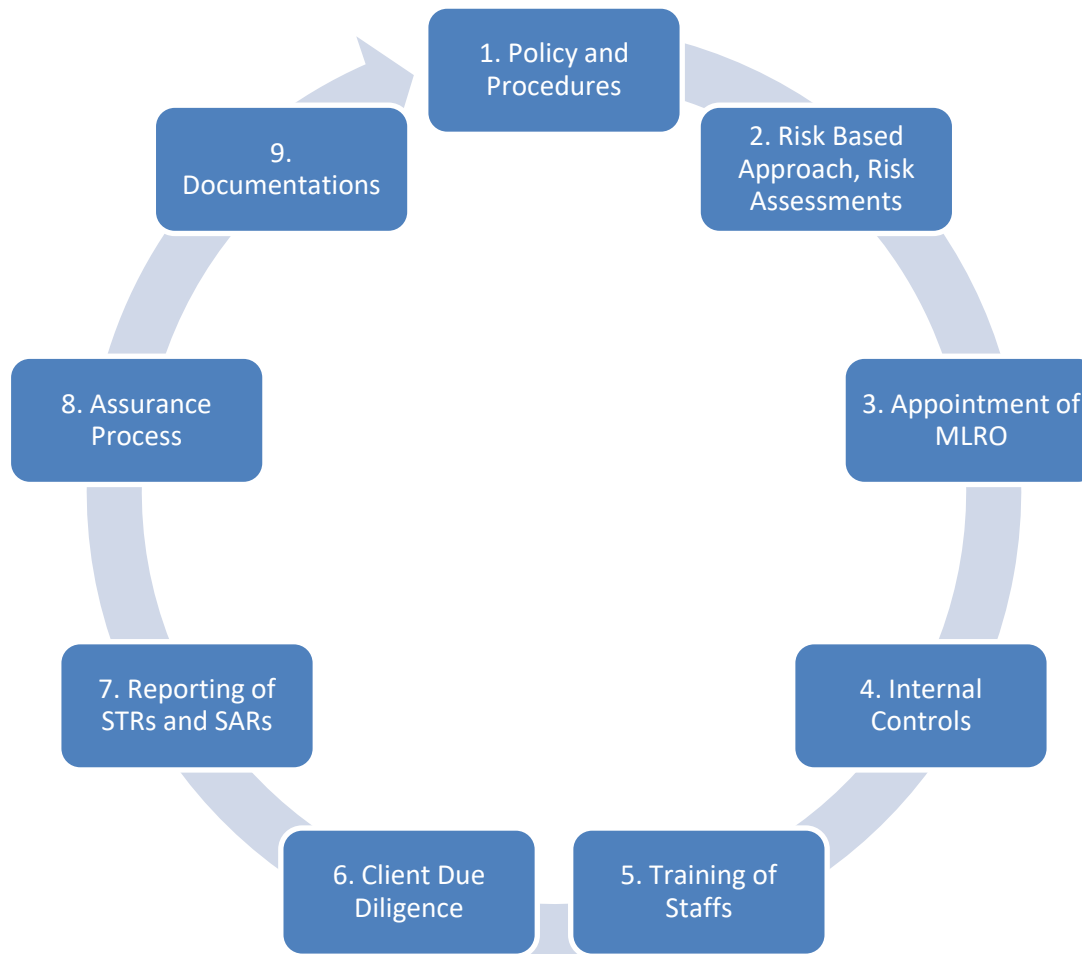 1. Policy and
Procedures
2. Risk Based
Approach, Risk
Assessments
3. Appointment of
MLRO
4. Internal
Controls
5. Training of
Staffs
6. Client Due
Diligence
7. Reporting of
STRs and SARs
8. Assurance
Process
9.
Documentations